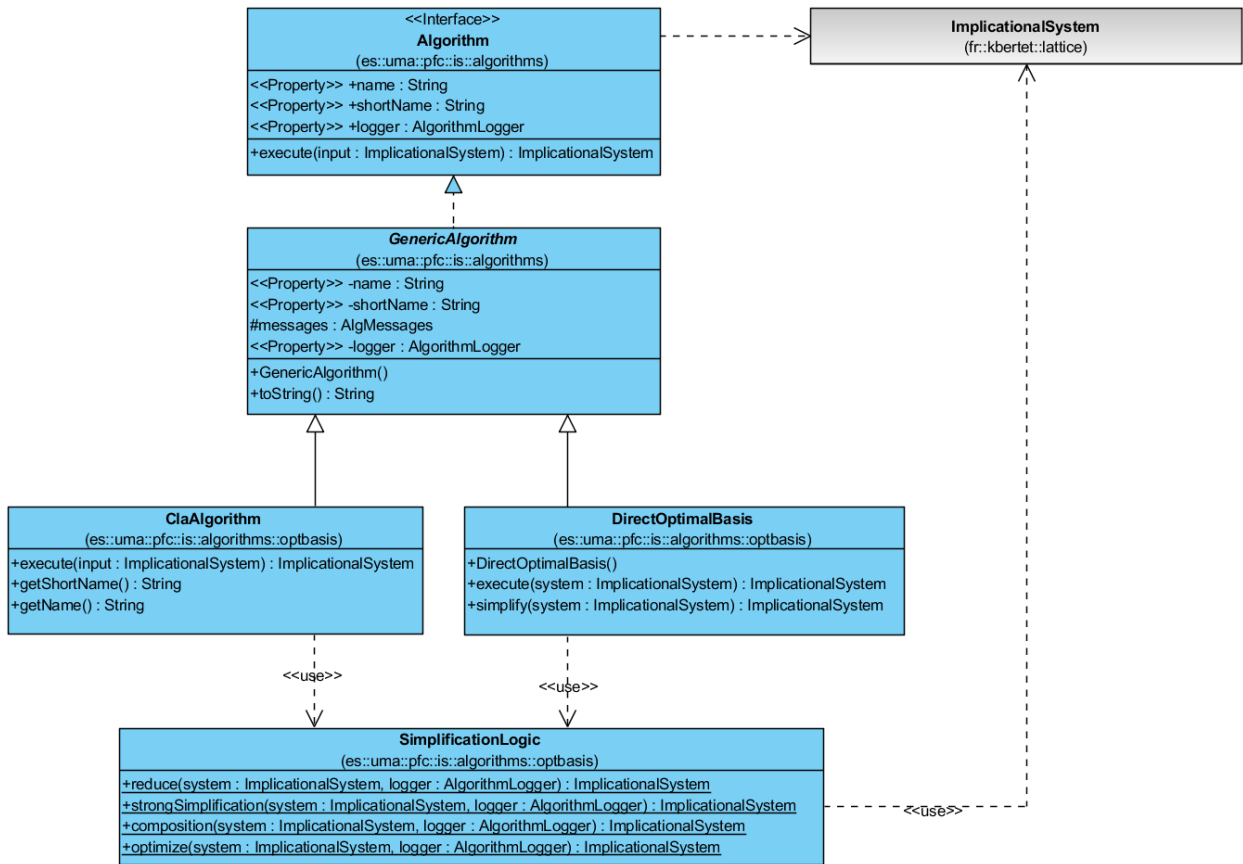 <<Interface>>
Algorithm
(es::uma::pfc::is::algorithms)
<<Property>> +name : String
<<Property>> +shortName : String
<<Property>> +logger : AlgorithmLogger
+execute(input : ImplicationalSystem) : ImplicationalSystem
ImplicationalSystem
(fr::kbertet::lattice)
GenericAlgorithm
(es::uma::pfc::is::algorithms)
<<Property>> -name : String
<<Property>> -shortName : String
#messages : AlgMessages
<<Property>> -logger : AlgorithmLogger
+GenericAlgorithm()
+toString() : String
ClaAlgorithm
(es::uma::pfc::is::algorithms::optbasis)
+execute(input : ImplicationalSystem) : ImplicationalSystem
+getShortName() : String
+getName() : String
DirectOptimalBasis
(es::uma::pfc::is::algorithms::optbasis)
+DirectOptimalBasis()
+execute(system : ImplicationalSystem) : ImplicationalSystem
+simplify(system : ImplicationalSystem) : ImplicationalSystem
<<use>>
<<use>>
SimplificationLogic
(es::uma::pfc::is::algorithms::optbasis)
+reduce(system : ImplicationalSystem, logger : AlgorithmLogger) : ImplicationalSystem
+strongSimplification(system : ImplicationalSystem, logger : AlgorithmLogger) : ImplicationalSystem
+composition(system : ImplicationalSystem, logger : AlgorithmLogger) : ImplicationalSystem
+optimize(system : ImplicationalSystem, logger : AlgorithmLogger) : ImplicationalSystem
<<use>>